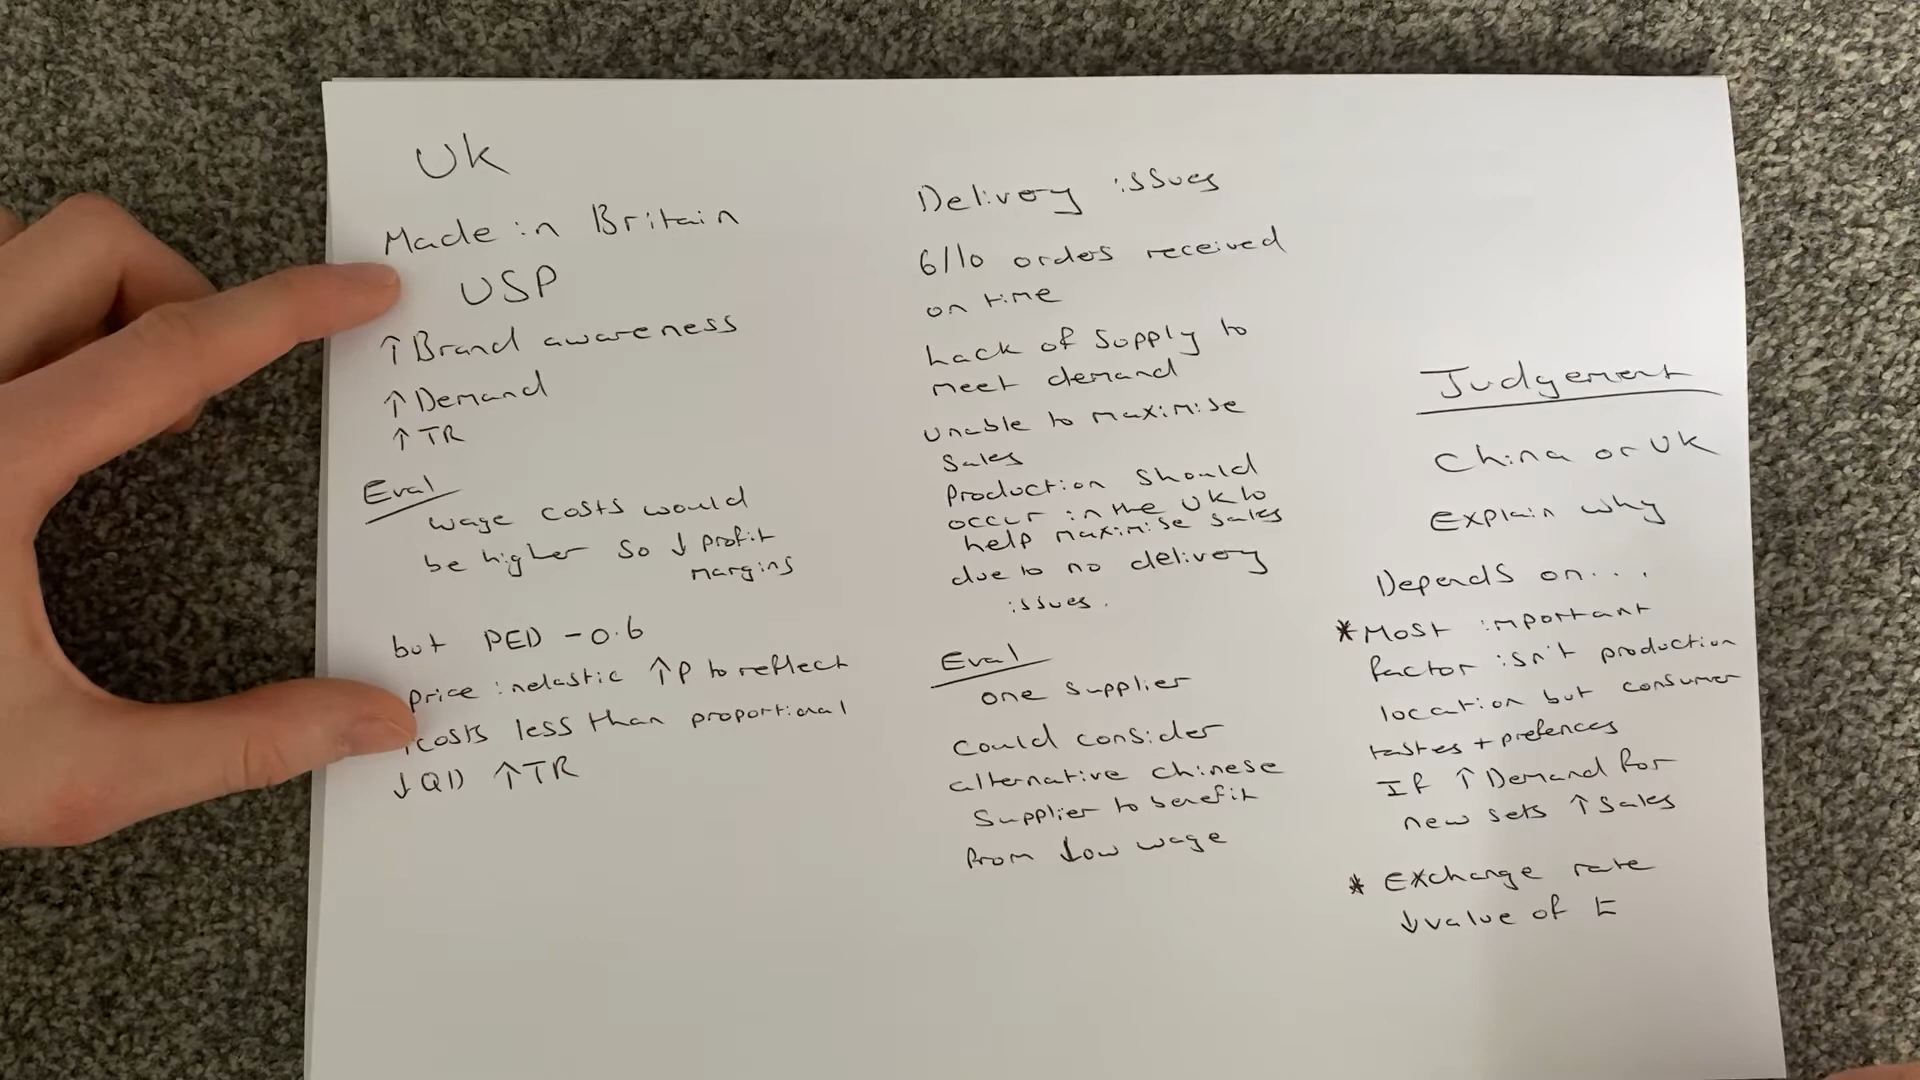 UK
Made in Britain
USP
↑ Brand awareness
↑ Demand
↑ TR
Eval
wage costs would
be higher so ↓ profit
margins
but PED -0.6
price inelastic ↑P to reflect
↑costs less than proportional
↓ QD ↑TR
Delivery issues
6/10 orders received
on time
Lack of supply to
meet demand
unable to maximise
sales
production should
occur in the UK to
help maximise sales
due to no delivery
issues.
Eval
one supplier
could consider
alternative chinese
supplier to benefit
from low wage
Judgement
China or UK
Explain why
Depends on...
* Most important
factor isn't production
location but consumer
tastes + prefences
If ↑ Demand for
new sets ↑ sales
* Exchange rate
↓ value of £